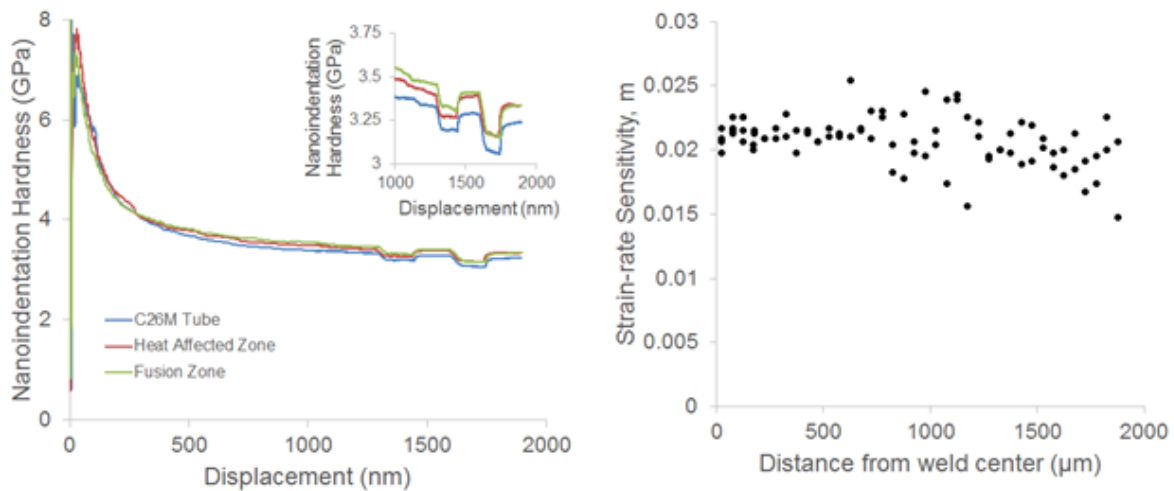 Nanoindentation Hardness (GPa)
8
6
4
2
0
0
500
1000
1500
2000
Displacement (nm)
C26M Tube
Heat Affected Zone
Fusion Zone
Nanoindentation
Hardness (GPa)
3.75
3.5
3.25
3
1000
1500
2000
Displacement (nm)
Strain-rate Sensitivity, m
0.03
0.025
0.02
0.015
0.01
0.005
0
0
500
1000
1500
2000
Distance from weld center (μm)